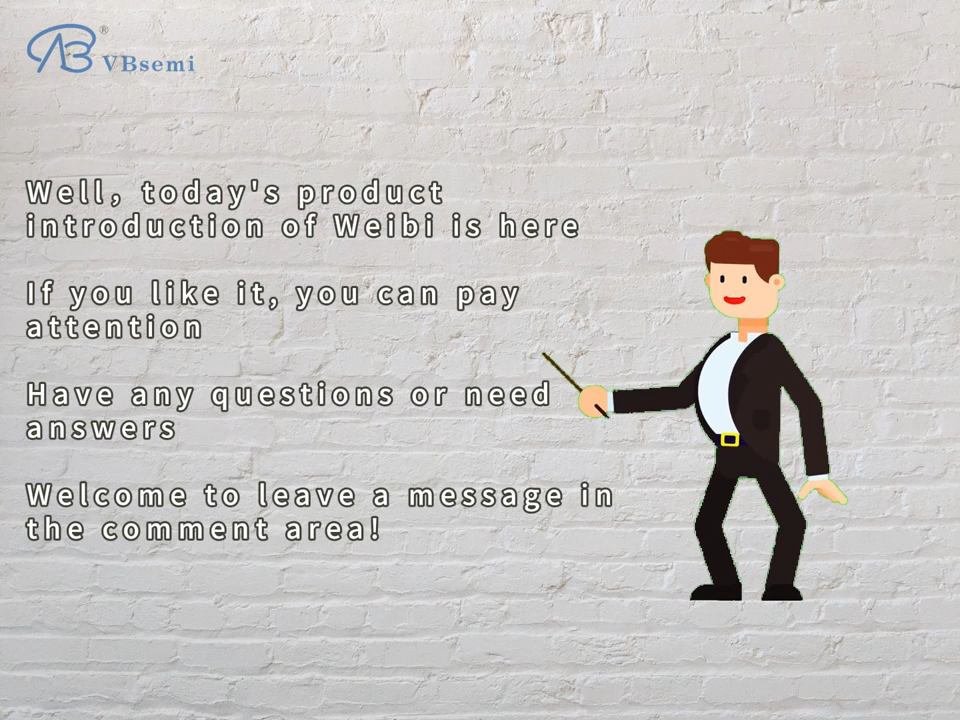 VBsemi
Well, today's product
introduction of Weibi is here
If you like it, you can pay
attention
Have any questions or need
answers
Welcome to leave a message in
the comment area!